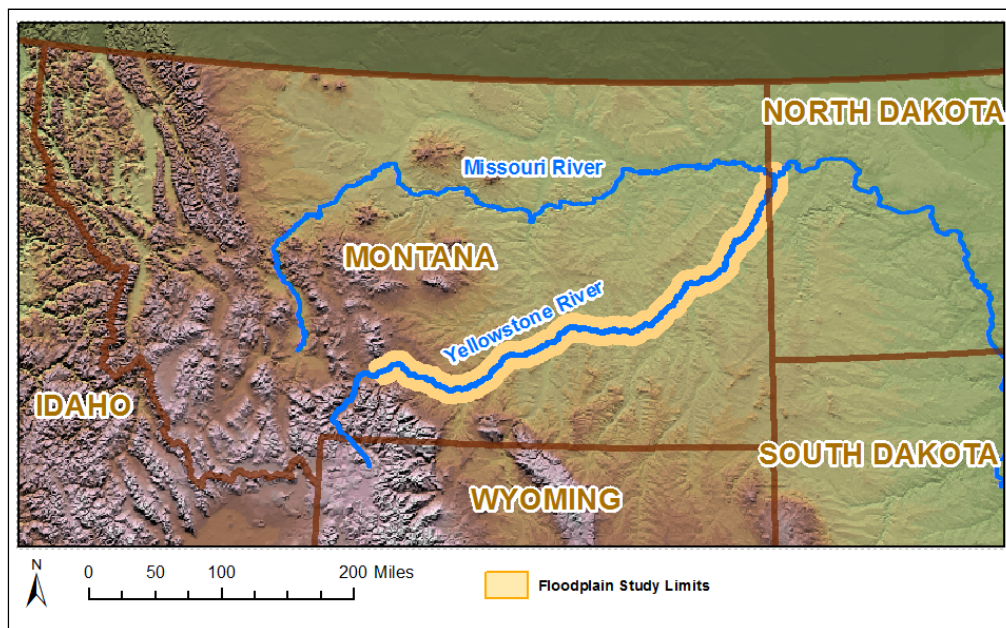 NORTH DAKOTA
Missouri River
MONTANA
Yellowstone River
IDAHO
SOUTH DAKOTA
WYOMING
N
0 50 100 200 Miles
Floodplain Study Limits